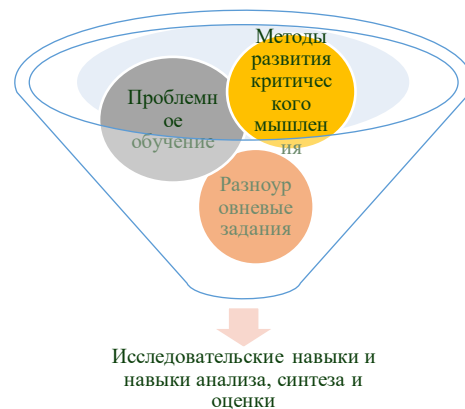 Проблемн
ое
обучение
Методы
развития
критичес
кого
мышлен
ия
Разноур
овневые
задания
Исследовательские навыки и
навыки анализа, синтеза и
оценки